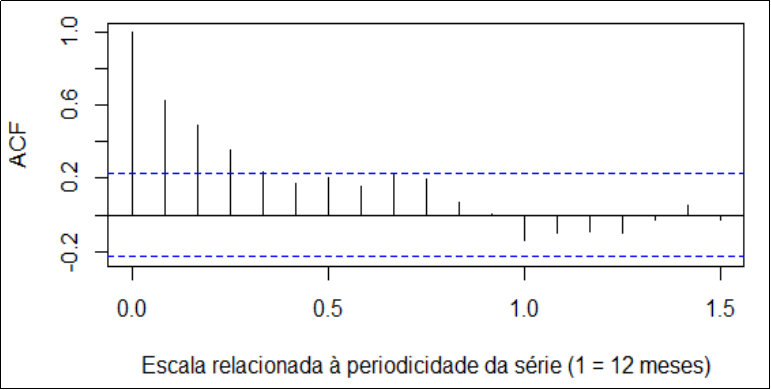 1.0
0.6
0.2
-0.2
ACF
0.0 0.5 1.0 1.5
Escala relacionada à periodicidade da série (1 = 12 meses)